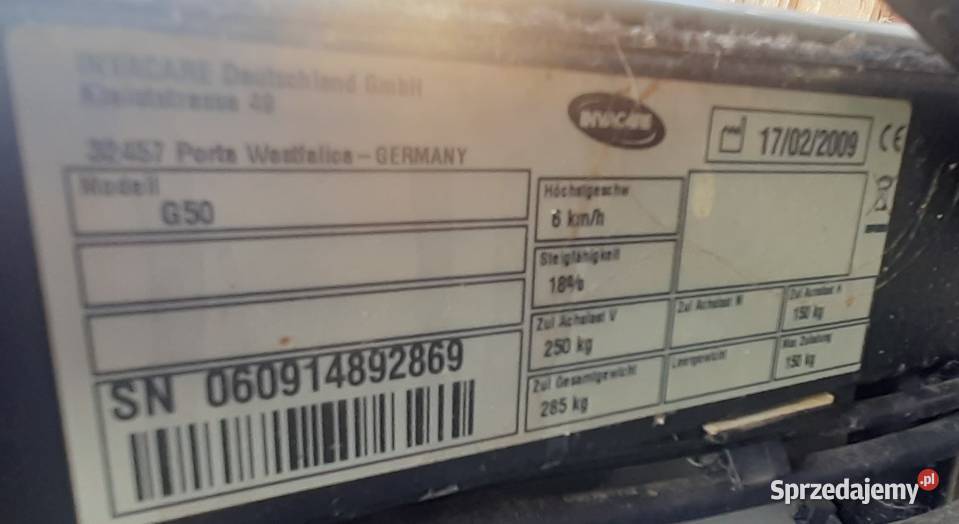 INVACARE Deutschland GmbH
Kleiststrasse 49
32457 Porta Westfalica – GERMANY
INVACARE
17/02/2009
CE
Modell
G50
Höchstgeschw
6 km/h
Steigfähigkeit
18%
Zul Achslast V
250 kg
Zul Achslast M
Zul Achslast A
150 kg
Zul Gesamtgewicht
285 kg
Leergewicht
Max Zuladung
150 kg
SN 060914892869
Sprzedajemy.pl